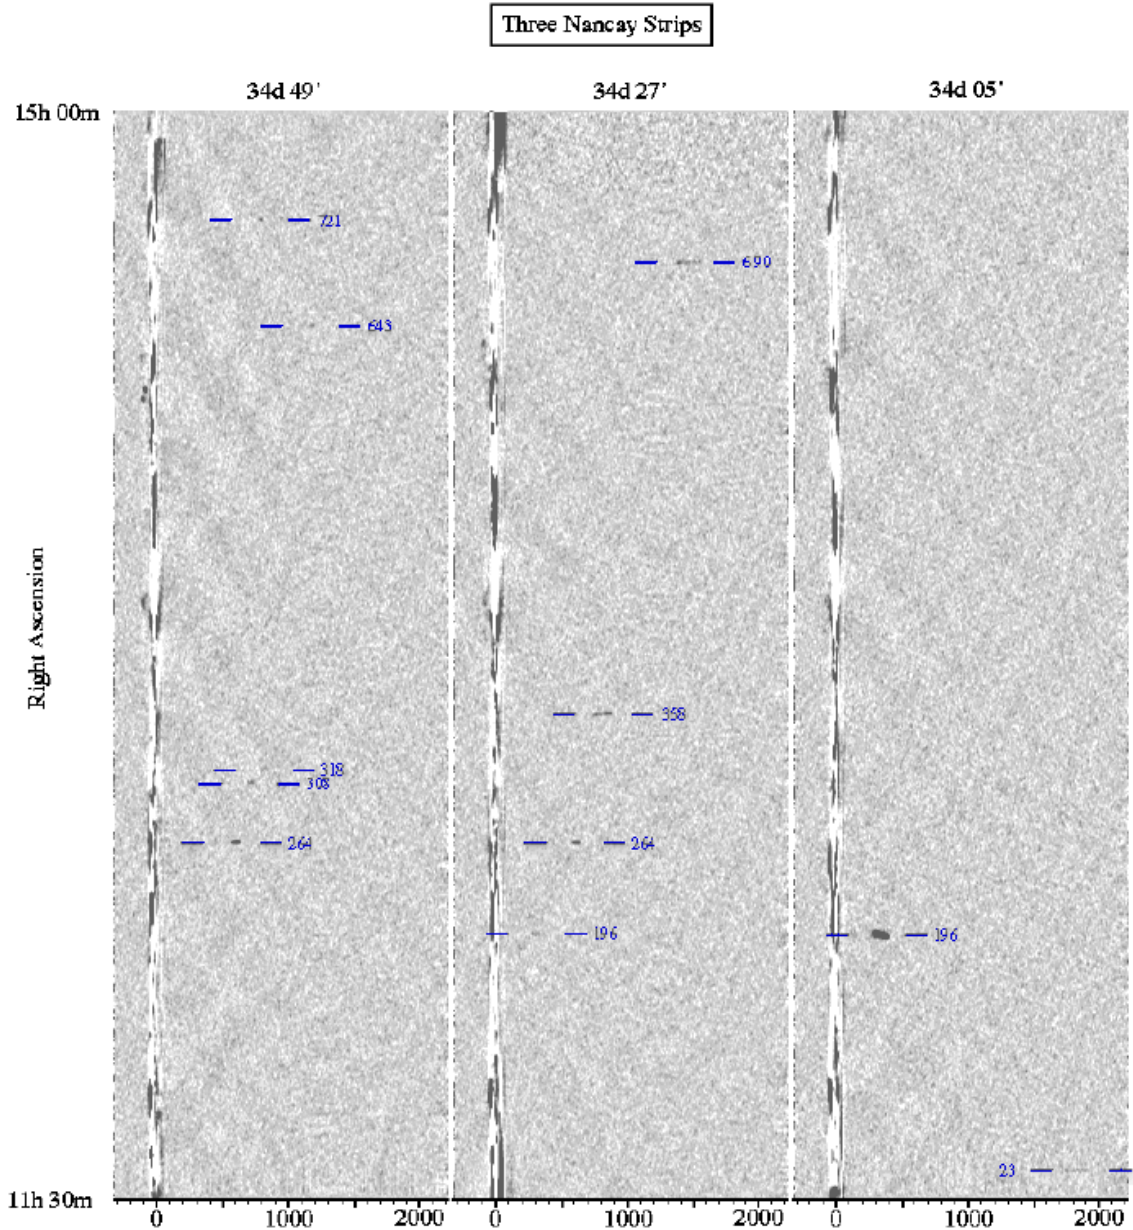 Three Nancay Strips
34d 49' 34d 27' 34d 05'
15h 00m
721
690
643
Right Ascension
358
318
308
264 264
196 196
23
11h 30m
0 1000 2000 0 1000 2000 0 1000 2000